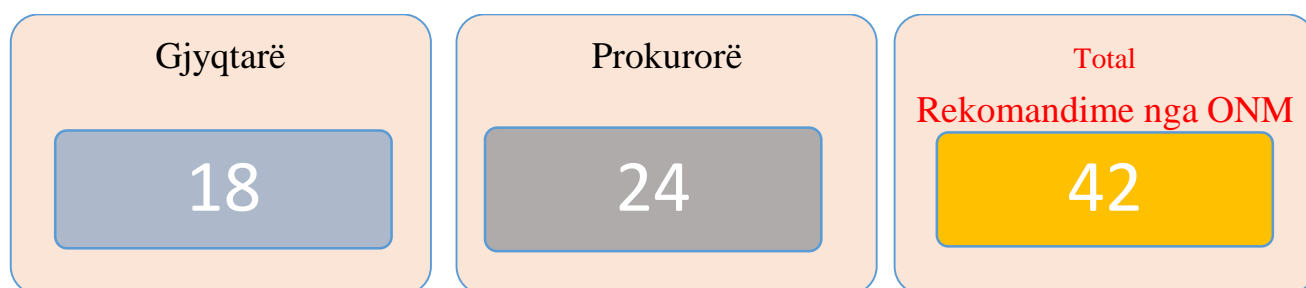 Gjyqtarë
18
Prokurorë
24
Total
Rekomandime nga ONM
42